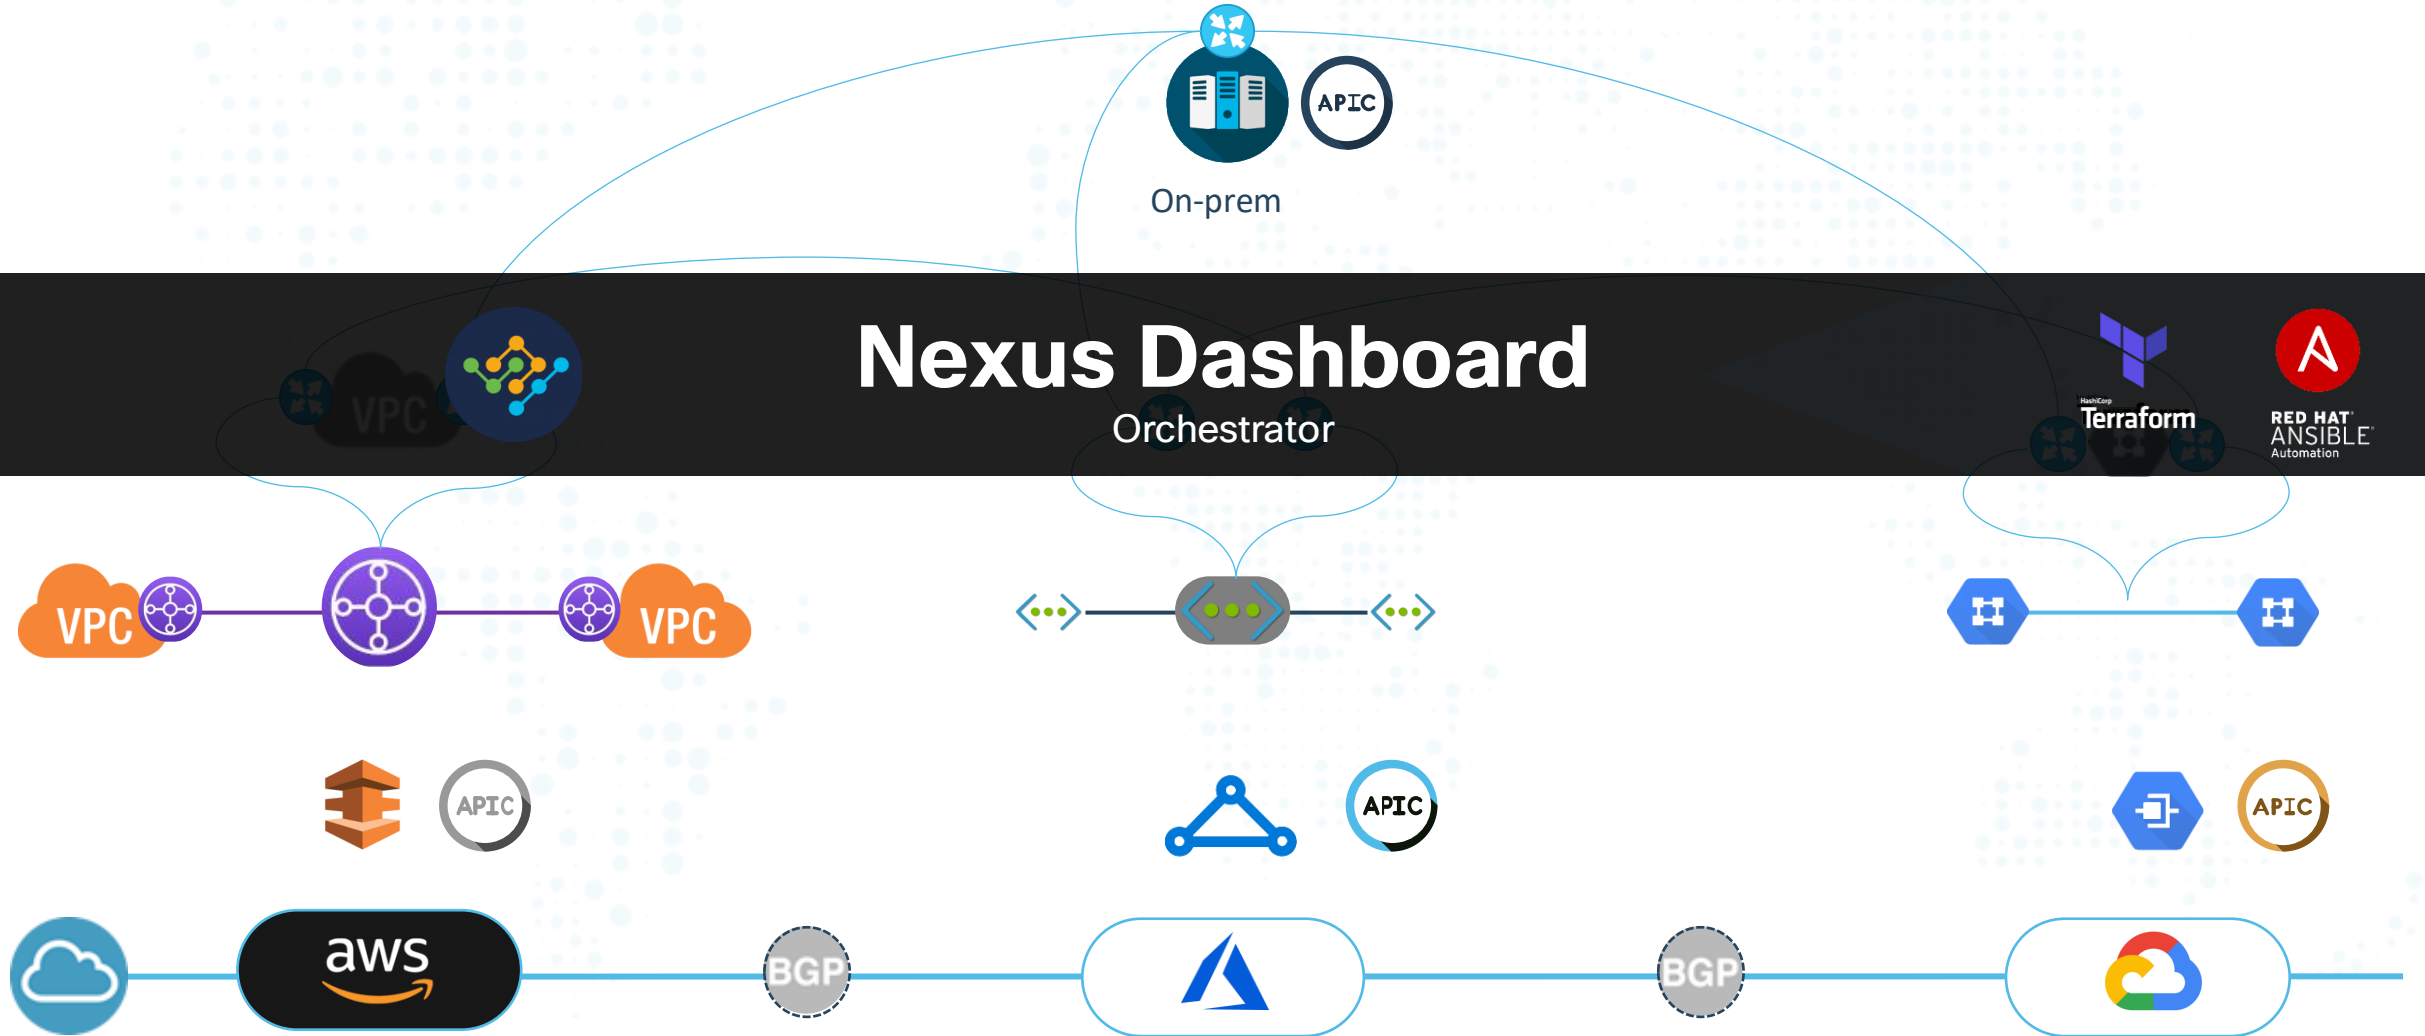 APIC
On-prem
Nexus Dashboard
Orchestrator
VPC
HashiCorp
Terraform
RED HAT®
ANSIBLE®
Automation
VPC
VPC
APIC
APIC
APIC
aws
BGP
BGP